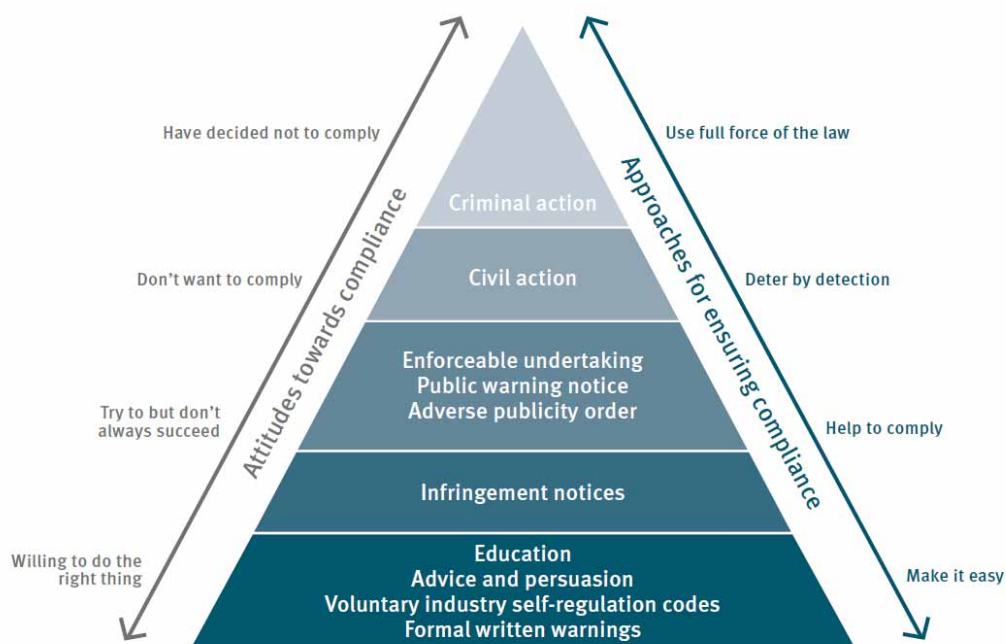 Have decided not to comply
Don't want to comply
Try to but don't
always succeed
Willing to do the
right thing
Attitudes towards compliance
Criminal action
Civil action
Enforceable undertaking
Public warning notice
Adverse publicity order
Infringement notices
Education
Advice and persuasion
Voluntary industry self-regulation codes
Formal written warnings
Approaches for ensuring compliance
Use full force of the law
Deter by detection
Help to comply
Make it easy